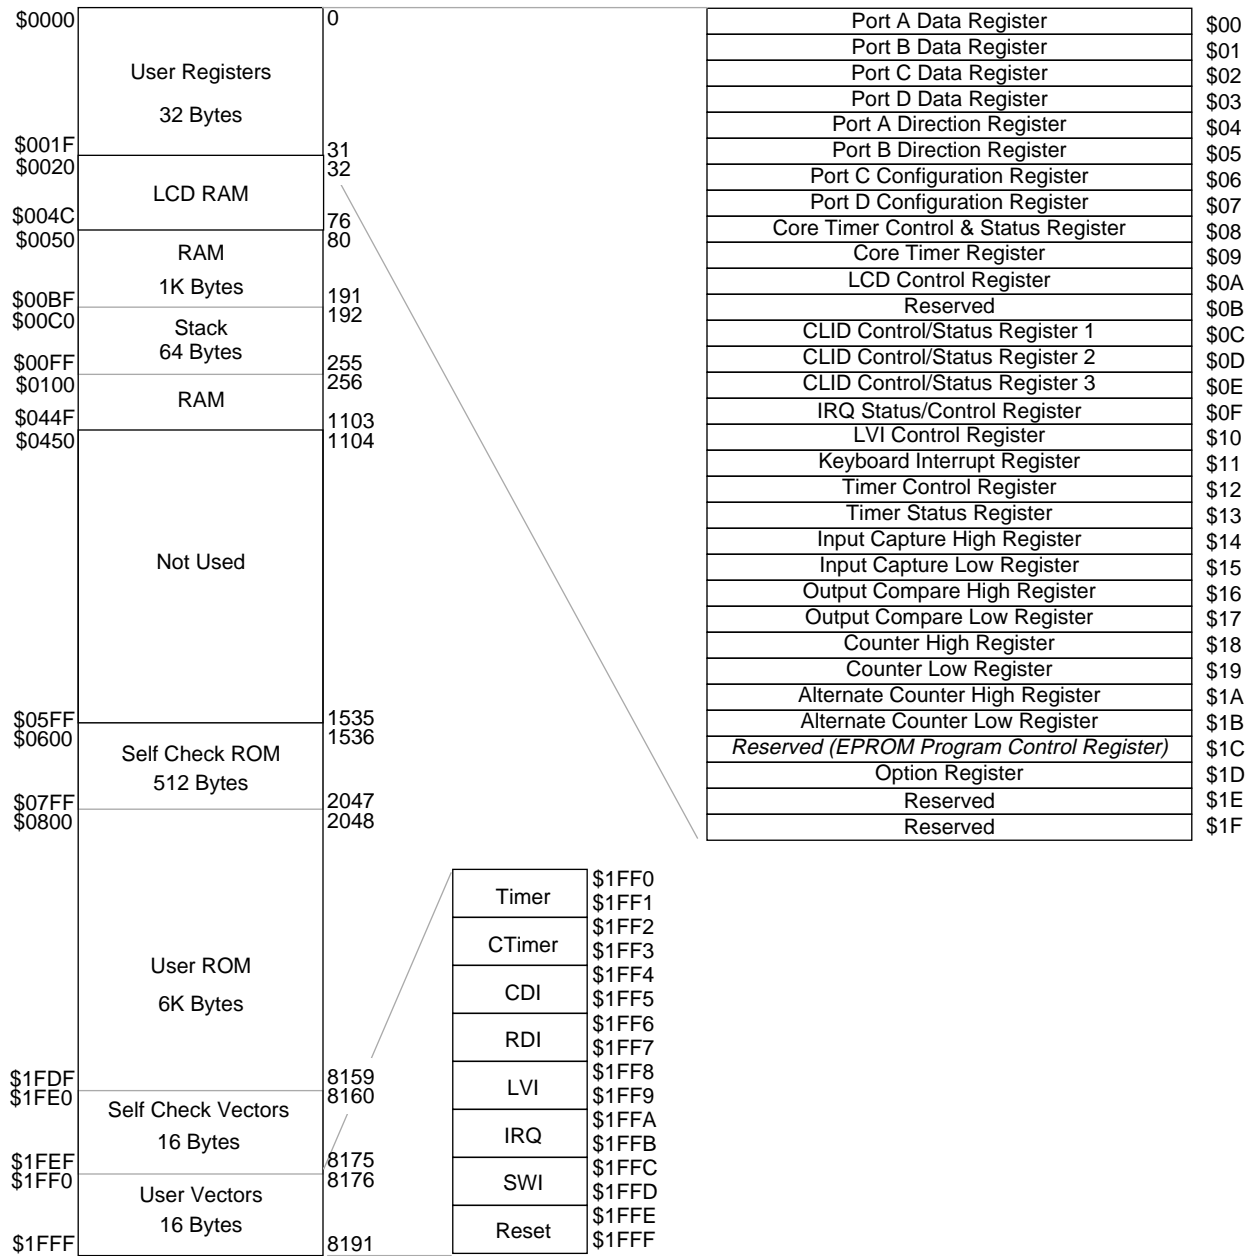 $0000
0
User Registers
32 Bytes
$001F
31
$0020
32
LCD RAM
$004C
76
$0050
80
RAM
1K Bytes
$00BF
191
$00C0
192
Stack
64 Bytes
$00FF
255
$0100
256
RAM
$044F
1103
$0450
1104
Not Used
$05FF
1535
$0600
1536
Self Check ROM
512 Bytes
$07FF
2047
$0800
2048
User ROM
6K Bytes
$1FDF
8159
$1FE0
8160
Self Check Vectors
16 Bytes
$1FEF
8175
$1FF0
8176
User Vectors
16 Bytes
$1FFF
8191
Timer
$1FF0
$1FF1
CTimer
$1FF2
$1FF3
CDI
$1FF4
$1FF5
RDI
$1FF6
$1FF7
LVI
$1FF8
$1FF9
IRQ
$1FFA
$1FFB
SWI
$1FFC
$1FFD
Reset
$1FFE
$1FFF
Port A Data Register $00
Port B Data Register $01
Port C Data Register $02
Port D Data Register $03
Port A Direction Register $04
Port B Direction Register $05
Port C Configuration Register $06
Port D Configuration Register $07
Core Timer Control & Status Register $08
Core Timer Register $09
LCD Control Register $0A
Reserved $0B
CLID Control/Status Register 1 $0C
CLID Control/Status Register 2 $0D
CLID Control/Status Register 3 $0E
IRQ Status/Control Register $0F
LVI Control Register $10
Keyboard Interrupt Register $11
Timer Control Register $12
Timer Status Register $13
Input Capture High Register $14
Input Capture Low Register $15
Output Compare High Register $16
Output Compare Low Register $17
Counter High Register $18
Counter Low Register $19
Alternate Counter High Register $1A
Alternate Counter Low Register $1B
Reserved (EPROM Program Control Register) $1C
Option Register $1D
Reserved $1E
Reserved $1F